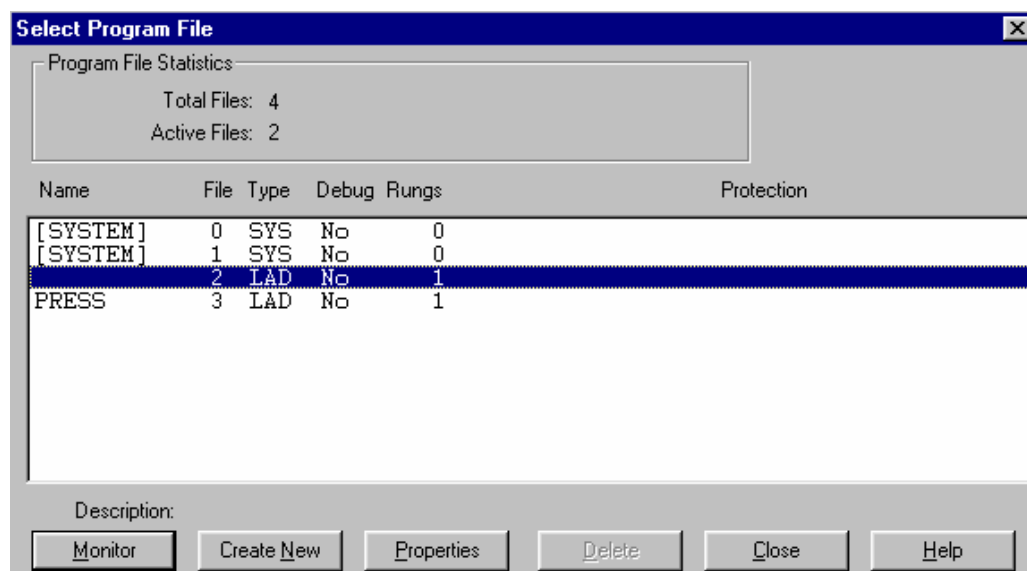 Select Program File
Program File Statistics
Total Files: 4
Active Files: 2
Name File Type Debug Rungs Protection
[SYSTEM] 0 SYS No 0
[SYSTEM] 1 SYS No 0
2 LAD No 1
PRESS 3 LAD No 1
Description:
Monitor Create New Properties Delete Close Help